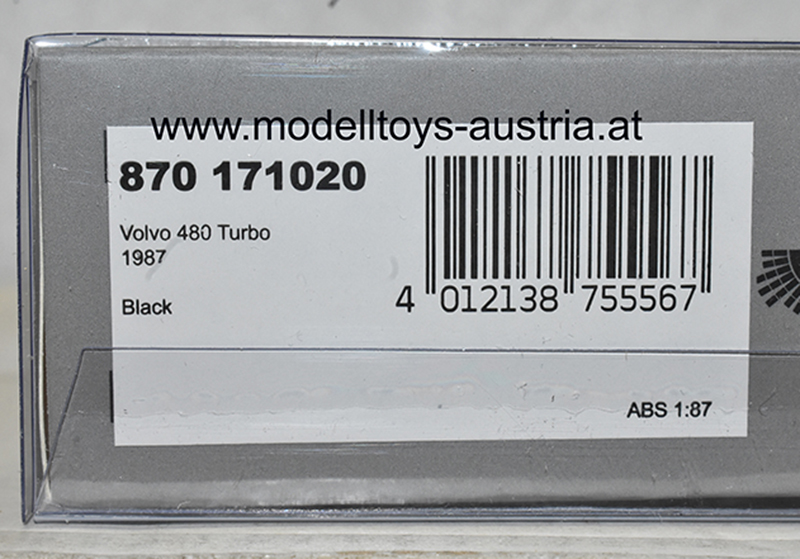 www.modelltoys-austria.at
870 171020
Volvo 480 Turbo
1987
Black
4 012138 755567
ABS 1:87